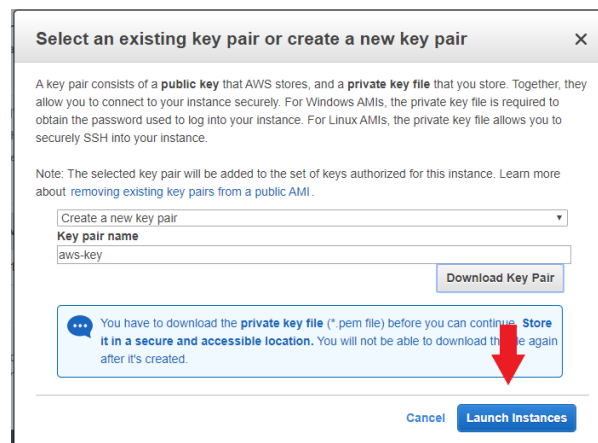 Select an existing key pair or create a new key pair
A key pair consists of a public key that AWS stores, and a private key file that you store. Together, they
allow you to connect to your instance securely. For Windows AMIs, the private key file is required to
obtain the password used to log into your instance. For Linux AMIs, the private key file allows you to
securely SSH into your instance.
Note: The selected key pair will be added to the set of keys authorized for this instance. Learn more
about removing existing key pairs from a public AMI.
Create a new key pair
Key pair name
aws-key
Download Key Pair
You have to download the private key file (*.pem file) before you can continue. Store
it in a secure and accessible location. You will not be able to download again
after it's created.
Cancel Launch Instances